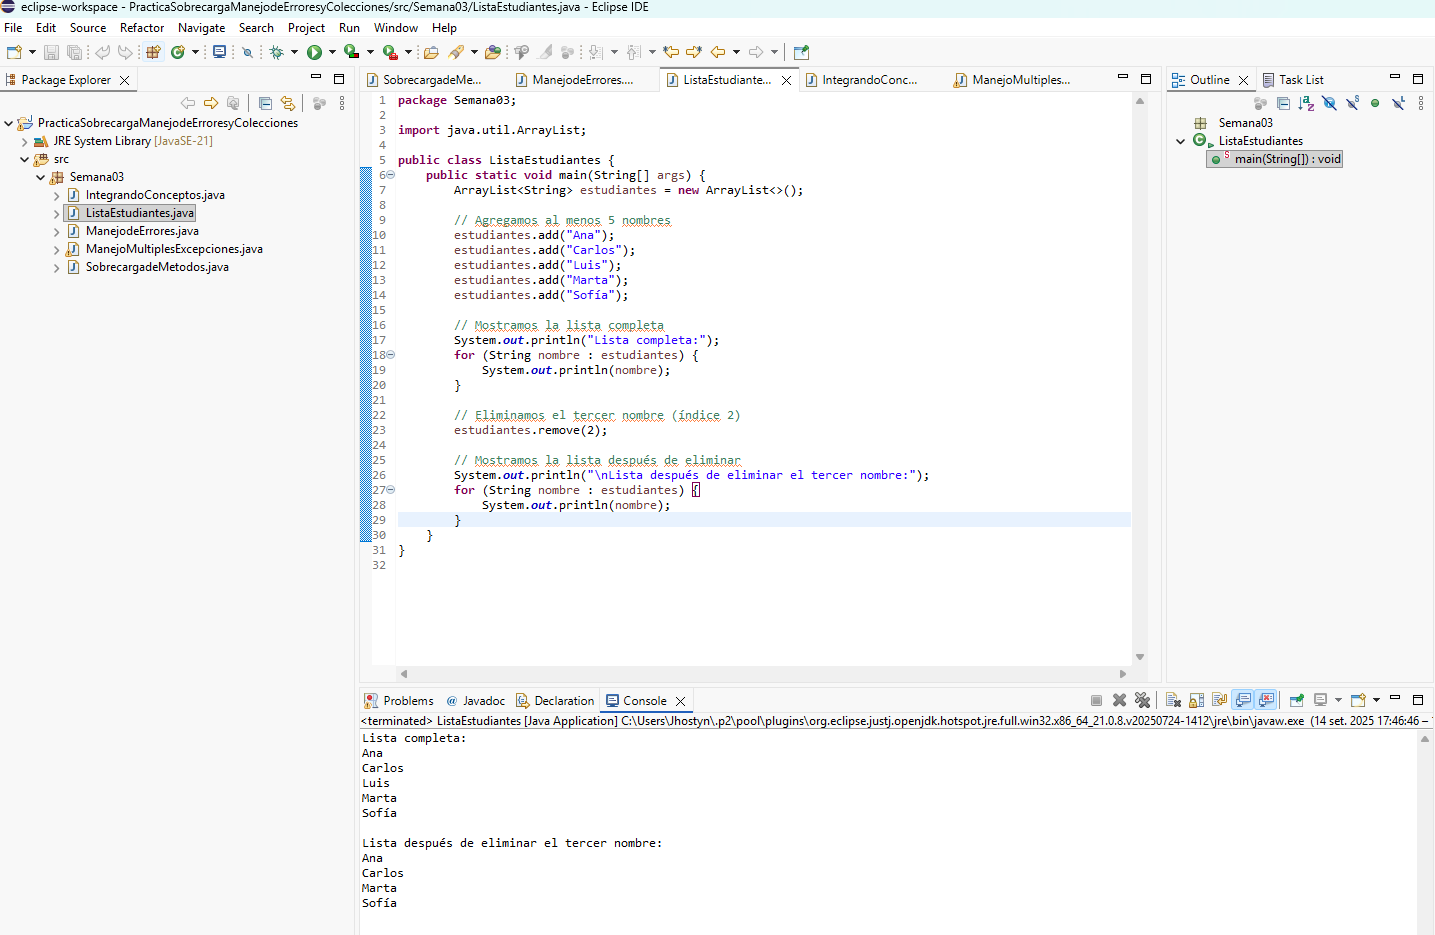 eclipse-workspace - PracticaSobrecargaManejodeErroresyColecciones/src/Semana03/ListaEstudiantes.java - Eclipse IDE
File Edit Source Refactor Navigate Search Project Run Window Help
Package Explorer
PracticaSobrecargaManejodeErroresyColecciones
JRE System Library [JavaSE-21]
src
Semana03
IntegrandoConceptos.java
ListaEstudiantes.java
ManejodeErrores.java
ManejoMultiplesExcepciones.java
SobrecargadeMetodos.java
SobrecargadeMe... ManejodeErrores.... ListaEstudiante... IntegrandoConc... ManejoMultiples...
1 package Semana03;
2
3 import java.util.ArrayList;
4
5 public class ListaEstudiantes {
6 public static void main(String[] args) {
7 ArrayList<String> estudiantes = new ArrayList<>();
8
9 // Agregamos al menos 5 nombres
10 estudiantes.add("Ana");
11 estudiantes.add("Carlos");
12 estudiantes.add("Luis");
13 estudiantes.add("Marta");
14 estudiantes.add("Sofía");
15
16 // Mostramos la lista completa
17 System.out.println("Lista completa:");
18 for (String nombre : estudiantes) {
19 System.out.println(nombre);
20 }
21
22 // Eliminamos el tercer nombre (índice 2)
23 estudiantes.remove(2);
24
25 // Mostramos la lista después de eliminar
26 System.out.println("\nLista después de eliminar el tercer nombre:");
27 for (String nombre : estudiantes) {
28 System.out.println(nombre);
29 }
30 }
31 }
32
Outline Task List
Semana03
ListaEstudiantes
main(String[]) : void
Problems Javadoc Declaration Console
<terminated> ListaEstudiantes [Java Application] C:\Users\Jhostyn\.p2\pool\plugins\org.eclipse.justj.openjdk.hotspot.jre.full.win32.x86_64_21.0.8.v20250724-1412\jre\bin\javaw.exe (14 set. 2025 17:46:46 –
Lista completa:
Ana
Carlos
Luis
Marta
Sofía
Lista después de eliminar el tercer nombre:
Ana
Carlos
Marta
Sofía